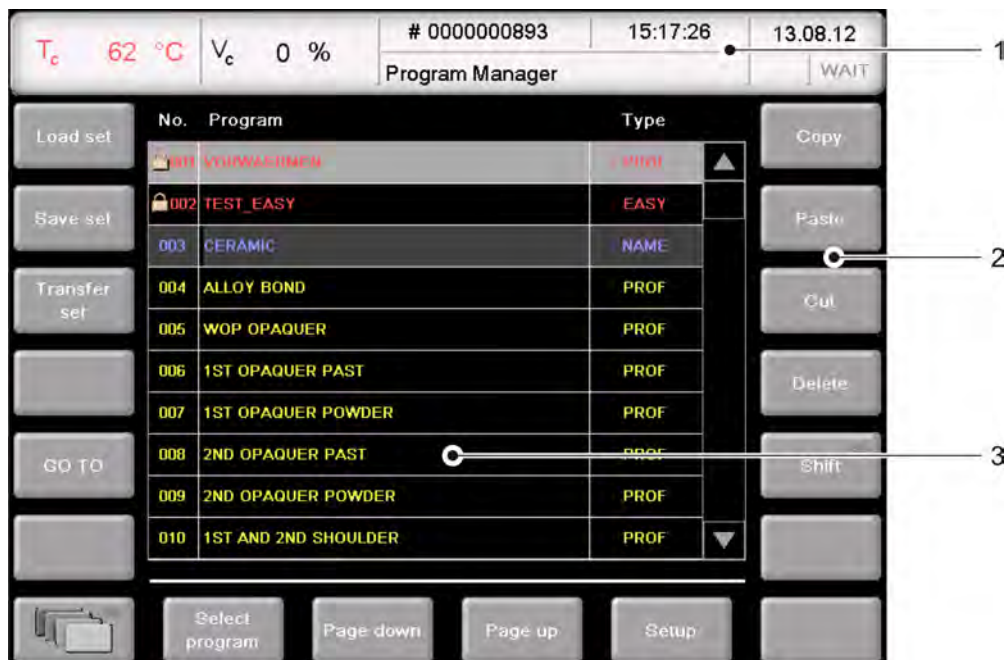 Tc 62 °C Vc 0 % # 0000000893 15:17:26 13.08.12
Program Manager WAIT
1
No. Program Type
Load set
Copy
002 TEST_EASY EASY
Save set
Paste
003 CERAMIC NAME
2
Transfer
set
004 ALLOY BOND PROF
Cut
005 WOP OPAQUER PROF
006 1ST OPAQUER PAST PROF
Delete
007 1ST OPAQUER POWDER PROF
GO TO
008 2ND OPAQUER PAST PROF
Shift
3
009 2ND OPAQUER POWDER PROF
010 1ST AND 2ND SHOULDER PROF
Select
program
Page down
Page up
Setup